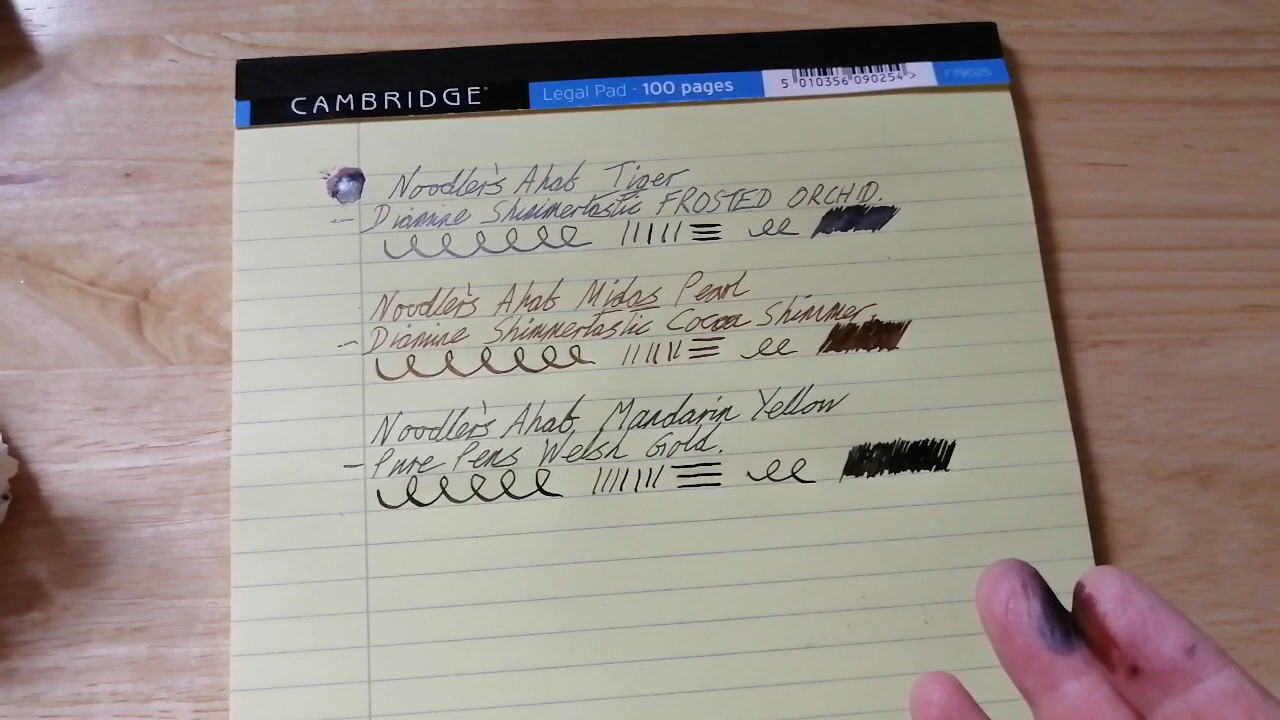 CAMBRIDGE
Legal Pad - 100 pages
5 010356 090254 >
F79025
Noodler's Ahab Tiger
- Diamine Shimmertastic FROSTED ORCHID.
Noodler's Ahab Midas Pearl
- Diamine Shimmertastic Cocoa Shimmer.
Noodler's Ahab Mandarin Yellow
- Pure Pens Welsh Gold.